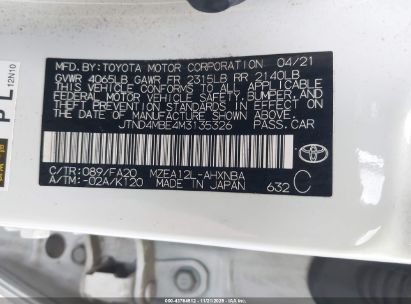 MFD.BY: TOYOTA MOTOR CORPORATION 04/21
GVWR 4065LB GAWR FR 2315LB RR 2140LB
THIS VEHICLE CONFORMS TO ALL APPLICABLE
FEDERAL MOTOR VEHICLE SAFETY, BUMPER, AND
THEFT PREVENTION STANDARDS IN EFFECT ON
THE DATE OF MANUFACTURE SHOWN ABOVE.
JTND4MBE4M3135326 PASS.CAR
C/TR: 089/FA20 MZEA12L-AHXNBA
A/TM: -02A/K120 MADE IN JAPAN 632 C
TOYOTA
P L
12N10